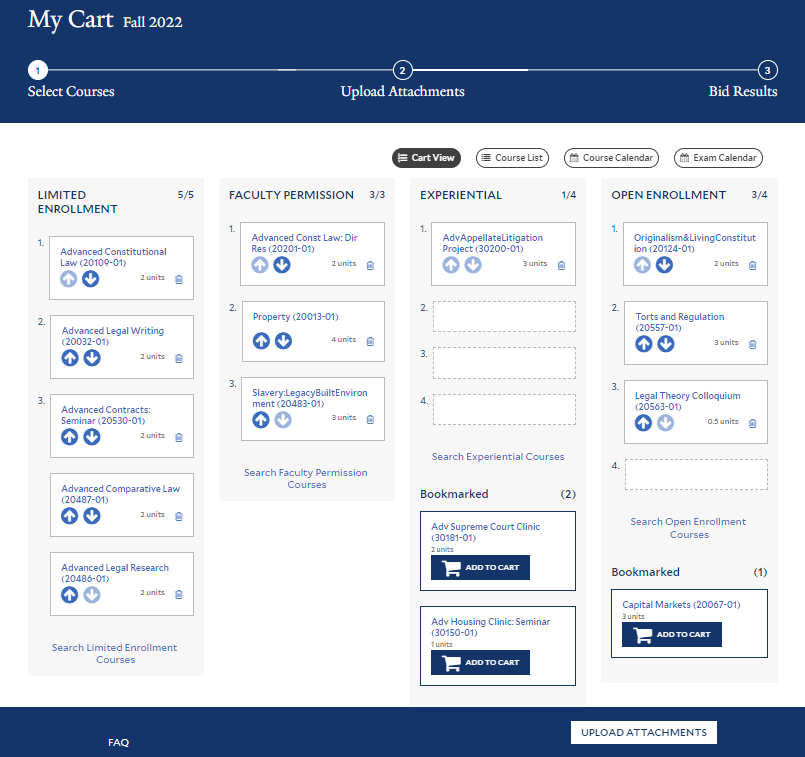 My Cart Fall 2022
1 2 3
Select Courses Upload Attachments Bid Results
Cart View Course List Course Calendar Exam Calendar
LIMITED 5/5
ENROLLMENT
1.
Advanced Constitutional
Law (20109-01)
2 units
2.
Advanced Legal Writing
(20032-01)
2 units
3.
Advanced Contracts:
Seminar (20530-01)
2 units
Advanced Comparative Law
(20487-01)
2 units
Advanced Legal Research
(20486-01)
2 units
Search Limited Enrollment
Courses
FACULTY PERMISSION 3/3
1.
Advanced Const Law: Dir
Res (20201-01)
2 units
2.
Property (20013-01)
4 units
3.
Slavery:LegacyBuiltEnviron
ment (20483-01)
3 units
Search Faculty Permission
Courses
EXPERIENTIAL 1/4
1.
AdvAppellateLitigation
Project (30200-01)
3 units
2.
3.
4.
Search Experiential Courses
Bookmarked (2)
Adv Supreme Court Clinic
(30181-01)
2 units
ADD TO CART
Adv Housing Clinic: Seminar
(30150-01)
1 units
ADD TO CART
OPEN ENROLLMENT 3/4
1.
Originalism&LivingConstitut
ion (20124-01)
2 units
2.
Torts and Regulation
(20557-01)
3 units
3.
Legal Theory Colloquium
(20563-01)
0.5 units
4.
Search Open Enrollment
Courses
Bookmarked (1)
Capital Markets (20067-01)
3 units
ADD TO CART
FAQ
UPLOAD ATTACHMENTS